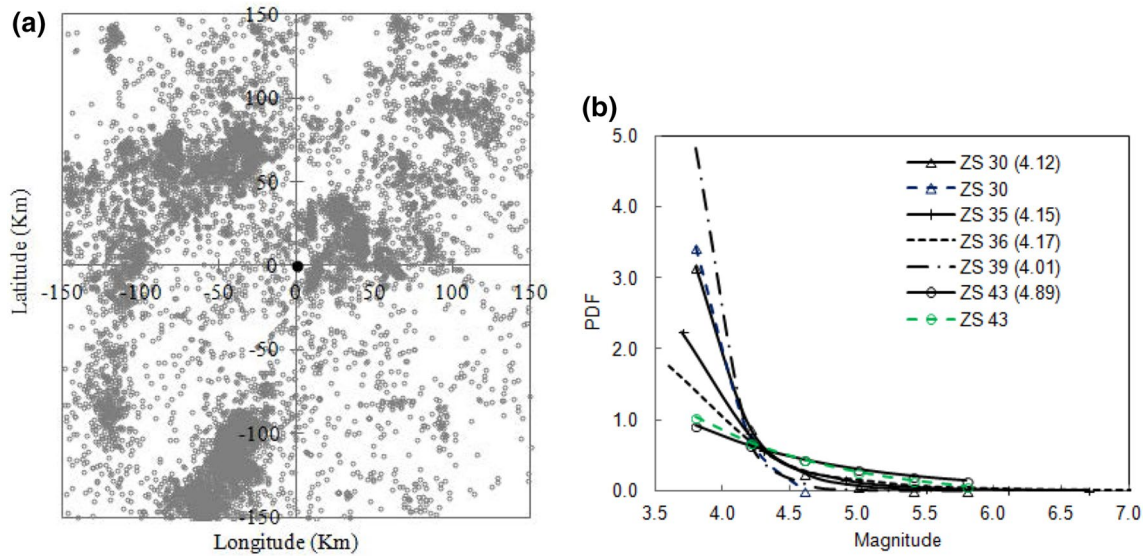 (a)
150
100
50
0
-150 -100 -50 0 50 100 150
-50
-100
-150
Latitude (Km)
Longitude (Km)
(b)
5.0
4.0
3.0
2.0
1.0
0.0
PDF
3.5 4.0 4.5 5.0 5.5 6.0 6.5 7.0
Magnitude
ZS 30 (4.12)
ZS 30
ZS 35 (4.15)
ZS 36 (4.17)
ZS 39 (4.01)
ZS 43 (4.89)
ZS 43